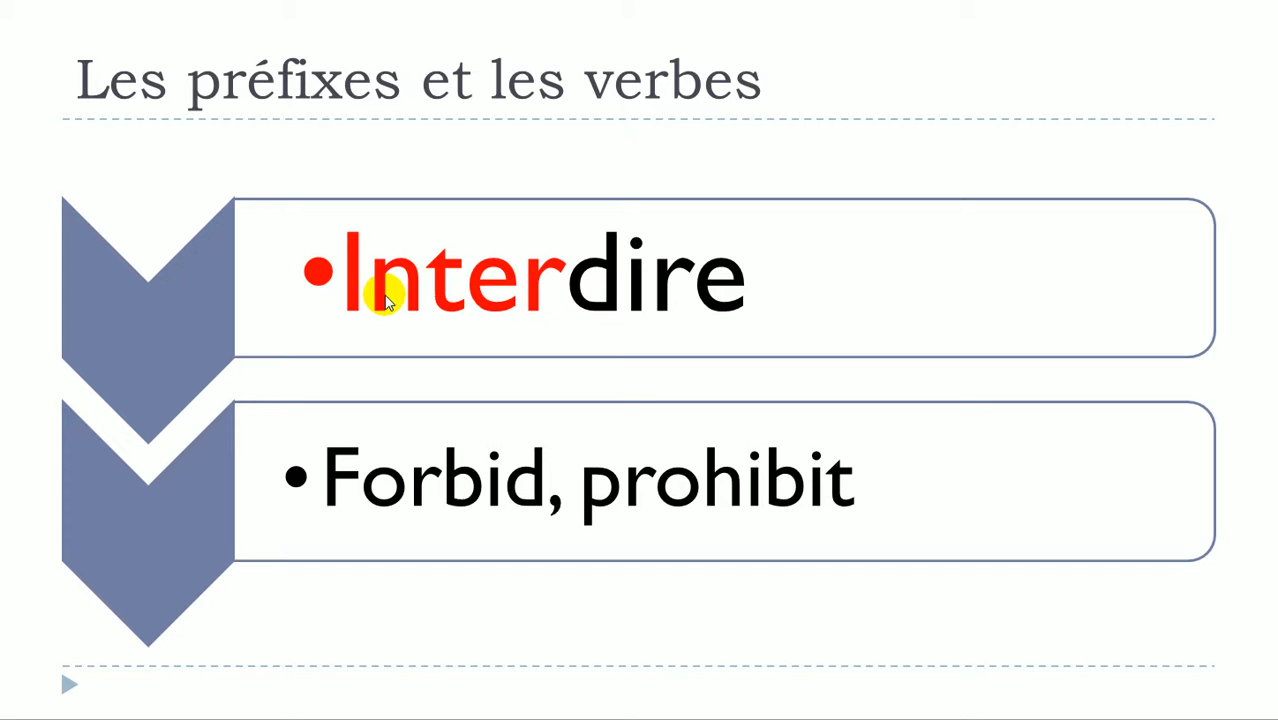 Les préfixes et les verbes
•Interdire
•Forbid, prohibit